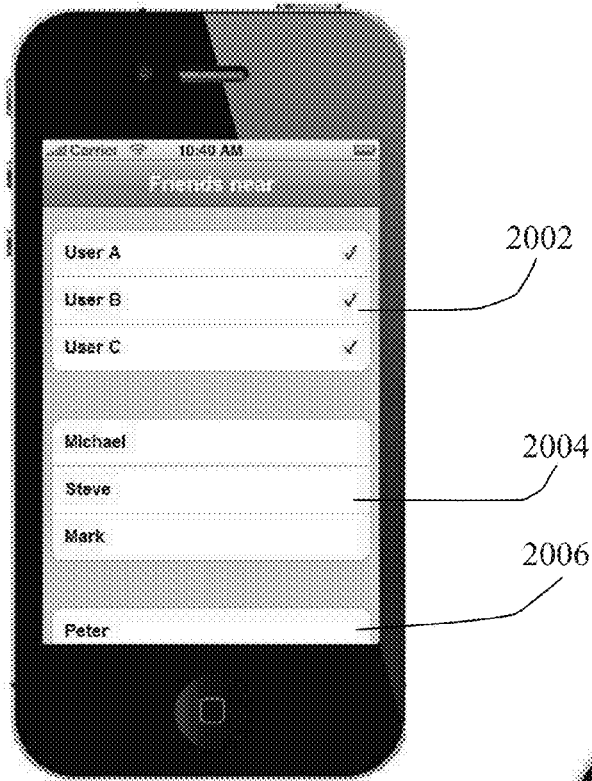 Carrier 10:49 AM
Friends near
User A ✓
User B ✓
User C ✓
2002
Michael
Steve
Mark
2004
2006
Peter